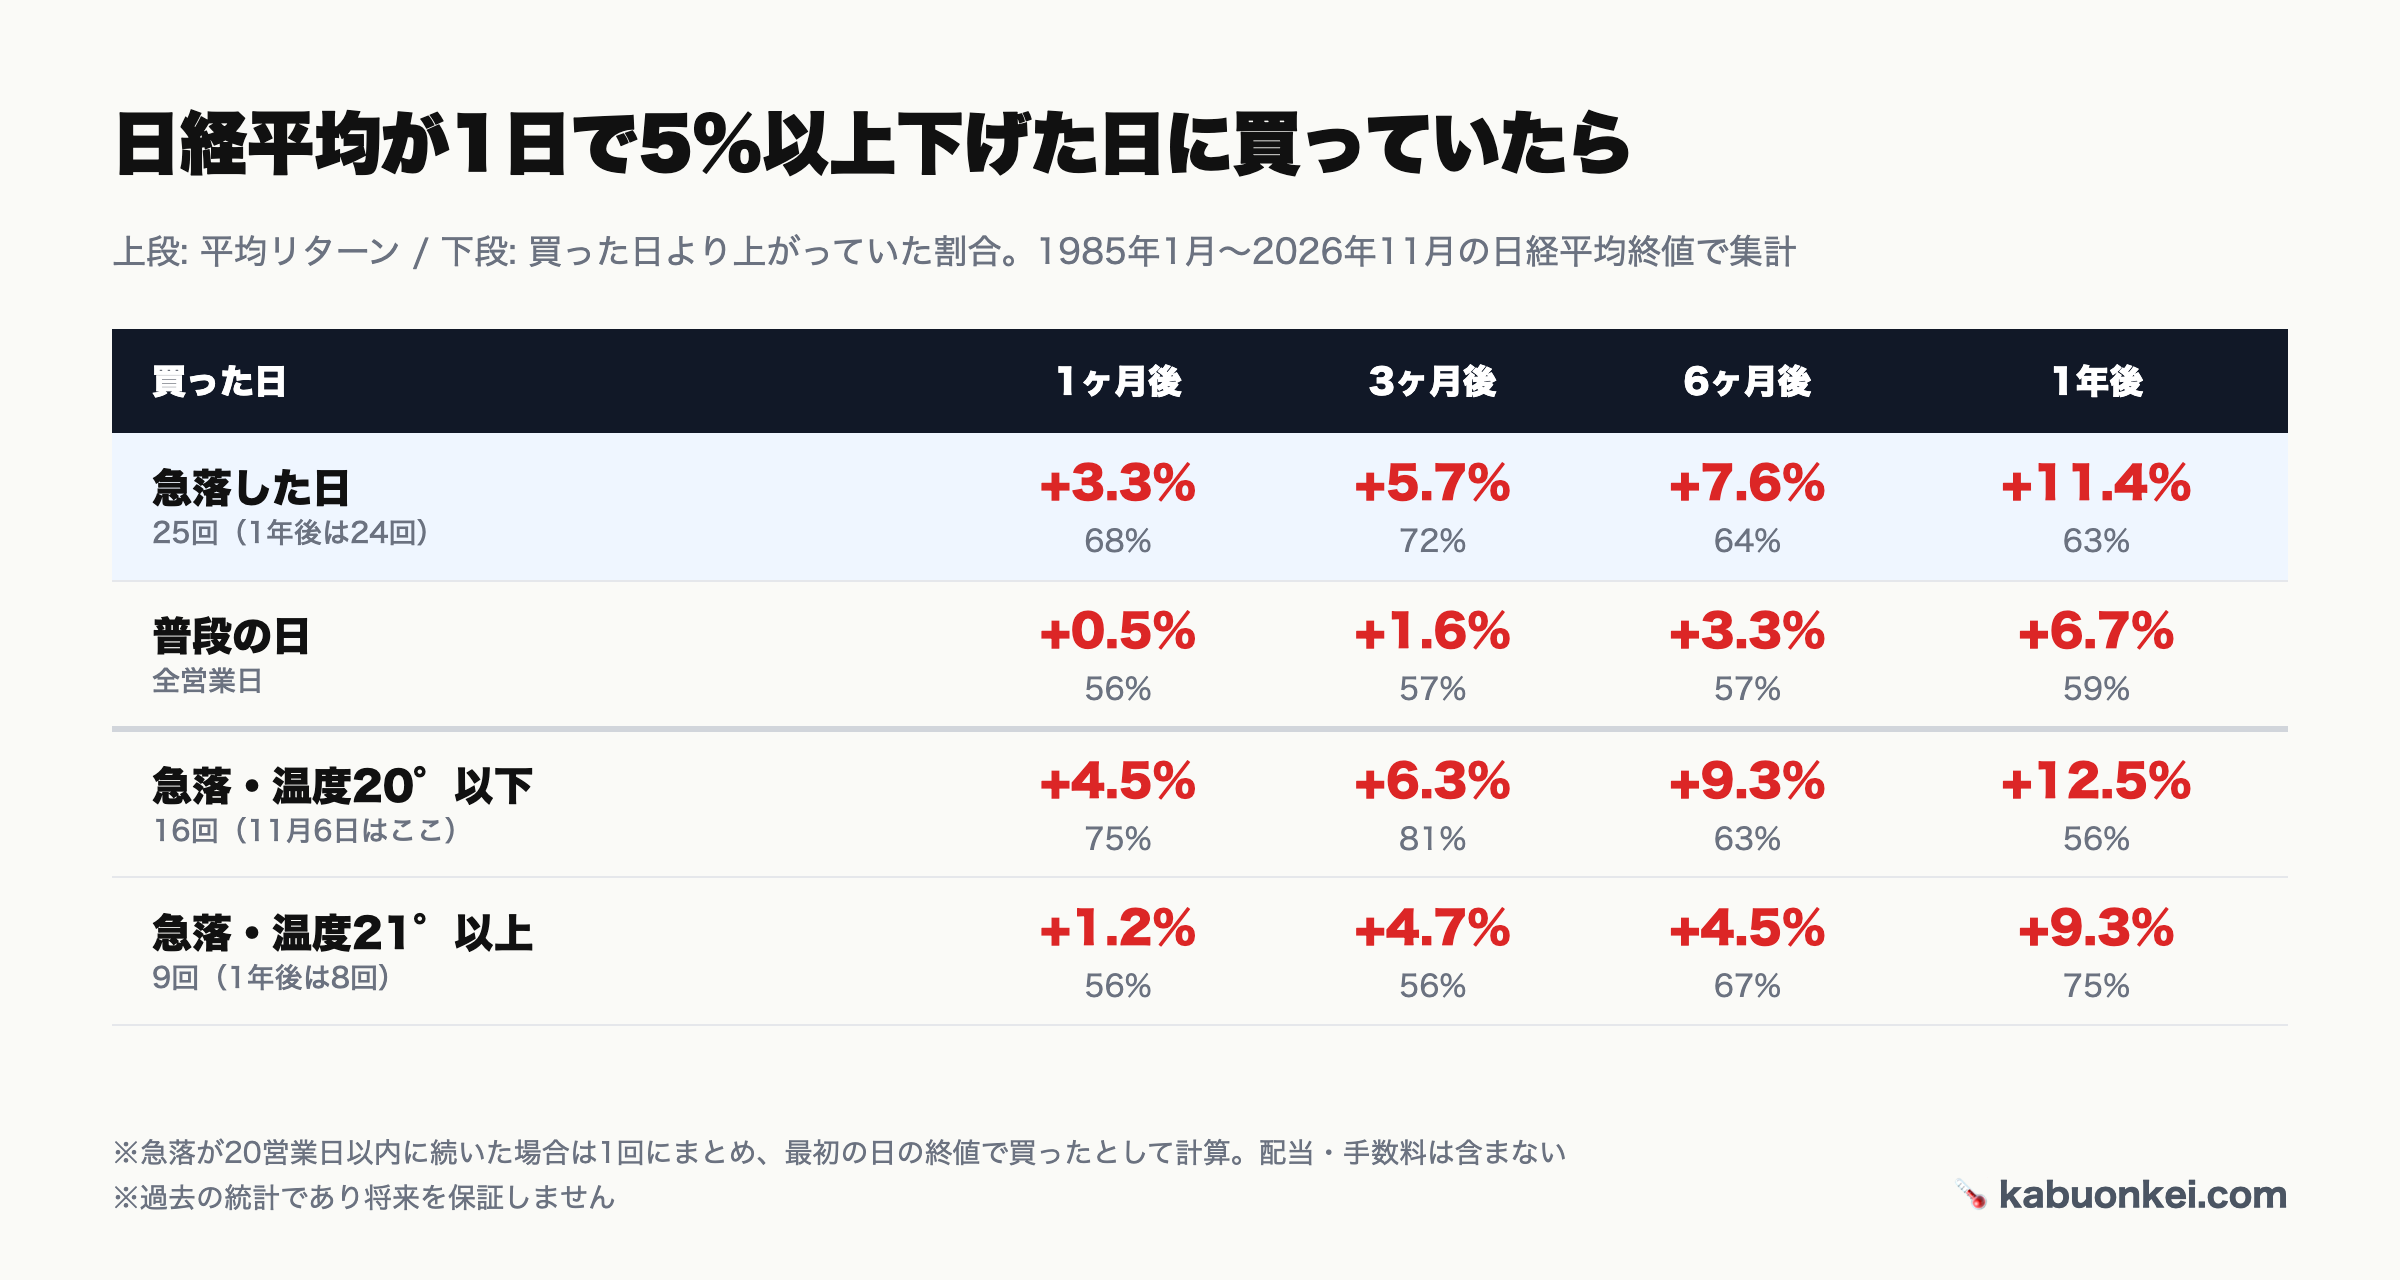 日経平均が1日で5%以上下げた日に買っていたら
上段: 平均リターン / 下段: 買った日より上がっていた割合。1985年1月〜2026年11月の日経平均終値で集計
買った日 1ヶ月後 3ヶ月後 6ヶ月後 1年後
急落した日 +3.3% +5.7% +7.6% +11.4%
25回（1年後は24回） 68% 72% 64% 63%
普段の日 +0.5% +1.6% +3.3% +6.7%
全営業日 56% 57% 57% 59%
急落・温度20°以下 +4.5% +6.3% +9.3% +12.5%
16回（11月6日はここ） 75% 81% 63% 56%
急落・温度21°以上 +1.2% +4.7% +4.5% +9.3%
9回（1年後は8回） 56% 56% 67% 75%
※急落が20営業日以内に続いた場合は1回にまとめ、最初の日の終値で買ったとして計算。配当・手数料は含まない
※過去の統計であり将来を保証しません
kabuonkei.com